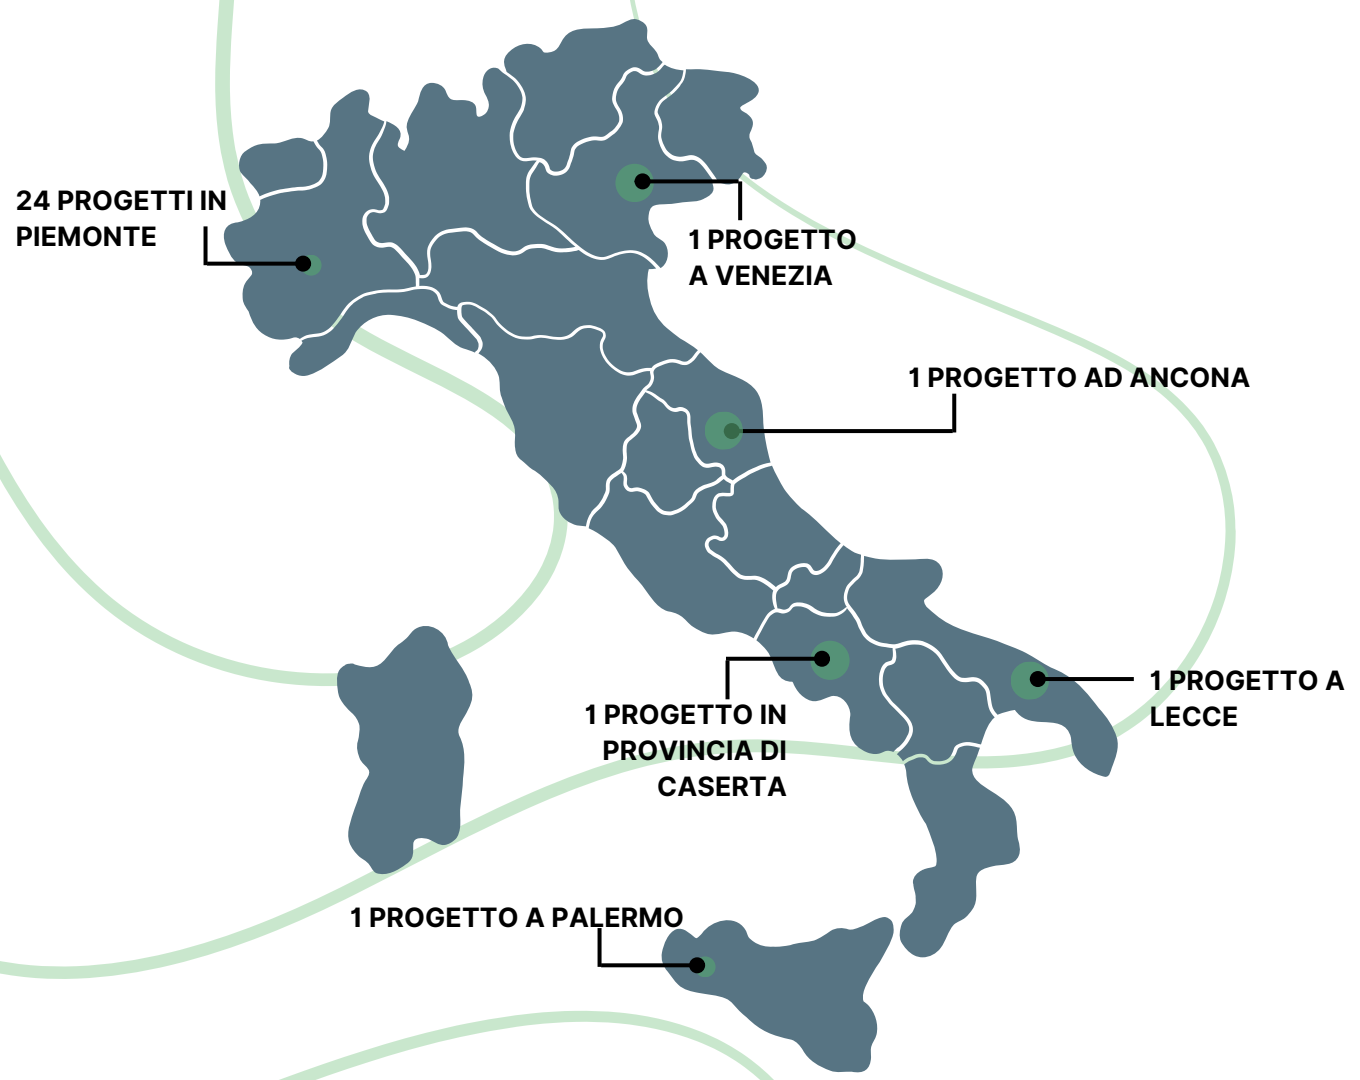 24 PROGETTI IN
PIEMONTE
1 PROGETTO
A VENEZIA
1 PROGETTO AD ANCONA
1 PROGETTO A
LECCE
1 PROGETTO IN
PROVINCIA DI
CASERTA
1 PROGETTO A PALERMO